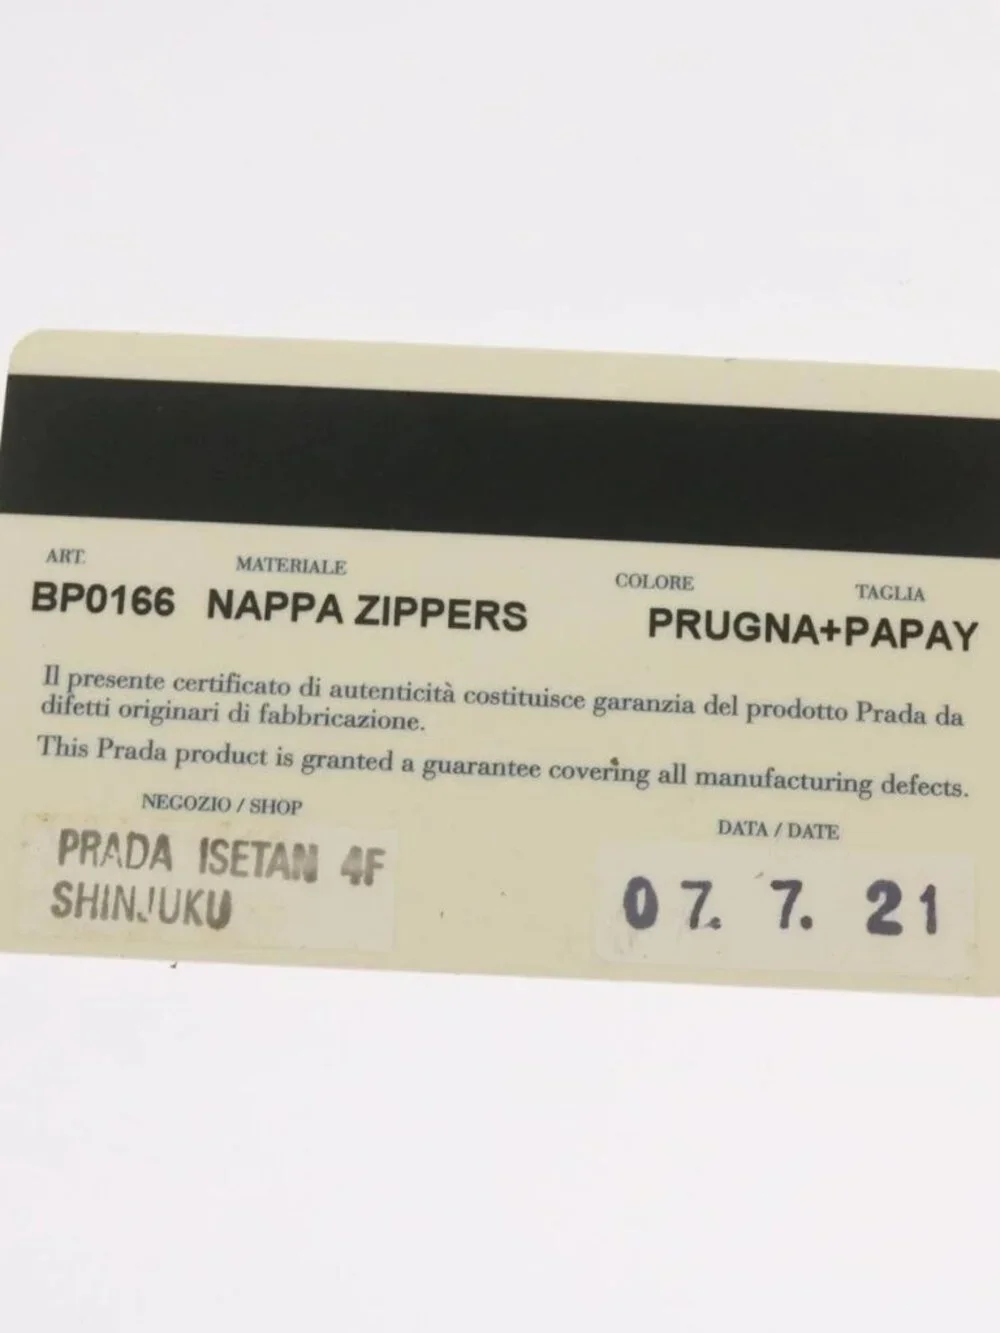 ART. MATERIALE COLORE TAGLIA
BP0166 NAPPA ZIPPERS PRUGNA+PAPAY
Il presente certificato di autenticità costituisce garanzia del prodotto Prada da
difetti originari di fabbricazione.
This Prada product is granted a guarantee covering all manufacturing defects.
NEGOZIO / SHOP DATA / DATE
PRADA ISETAN 4F
SHINJUKU
07. 7. 21